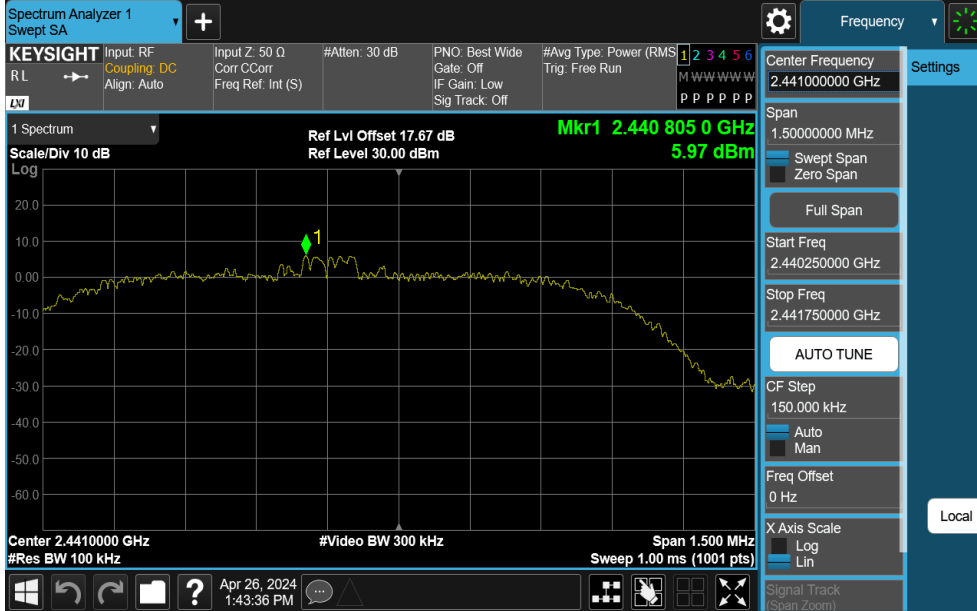 Spectrum Analyzer 1
Swept SA
+
Frequency
KEYSIGHT
R L
LXI
Input: RF
Coupling: DC
Align: Auto
Input Z: 50 Ω
Corr CCorr
Freq Ref: Int (S)
#Atten: 30 dB
PNO: Best Wide
Gate: Off
IF Gain: Low
Sig Track: Off
#Avg Type: Power (RMS
Trig: Free Run
1 2 3 4 5 6
M W W W W W
P P P P P P
1 Spectrum
Scale/Div 10 dB
Log
Ref Lvl Offset 17.67 dB
Ref Level 30.00 dBm
Mkr1 2.440 805 0 GHz
5.97 dBm
20.0
10.0
0.00
-10.0
-20.0
-30.0
-40.0
-50.0
-60.0
1
Center 2.4410000 GHz
#Res BW 100 kHz
#Video BW 300 kHz
Span 1.500 MHz
Sweep 1.00 ms (1001 pts)
Center Frequency
2.441000000 GHz
Span
1.50000000 MHz
Swept Span
Zero Span
Full Span
Start Freq
2.440250000 GHz
Stop Freq
2.441750000 GHz
AUTO TUNE
CF Step
150.000 kHz
Auto
Man
Freq Offset
0 Hz
X Axis Scale
Log
Lin
Signal Track
(Span Zoom)
Settings
Local
?
Apr 26, 2024
1:43:36 PM